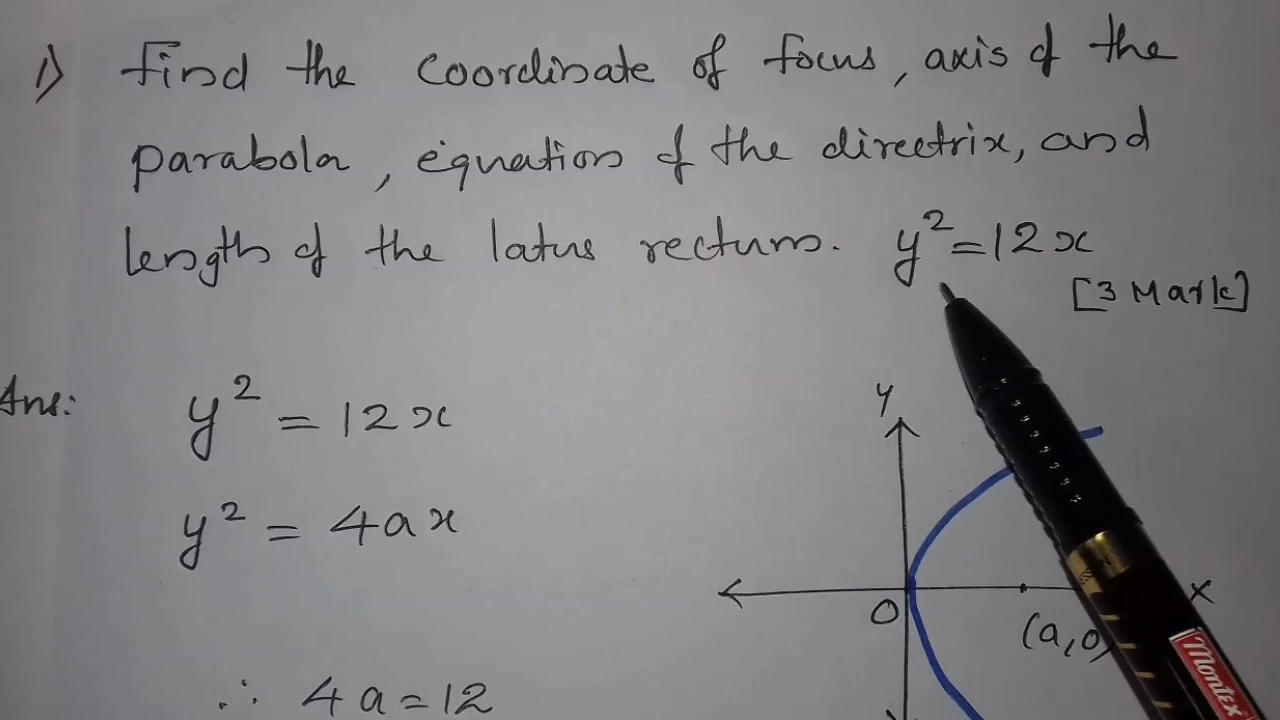 1) Find the coordinate of focus, axis of the
parabola, equation of the directrix, and
length of the latus rectum. y² = 12x
[3 Mark]
Ans: y² = 12x
y² = 4ax
∴ 4a = 12
y
O
x
(a,0)
Montex